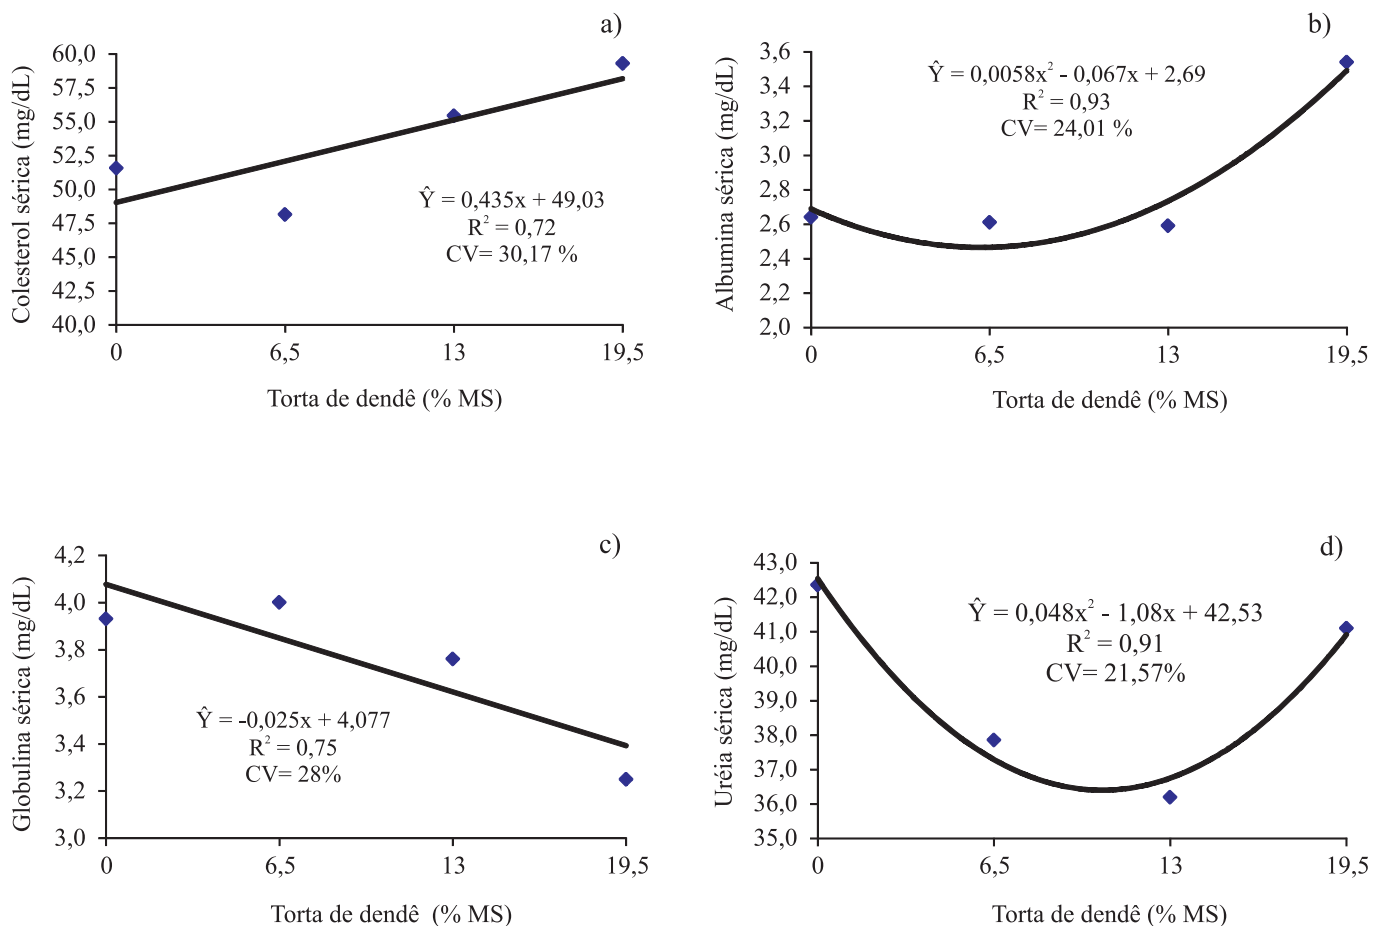 a)
Colesterol sérica (mg/dL)
60,0
57,5
55,0
52,5
50,0
47,5
45,0
42,5
40,0
Ŷ = 0,435x + 49,03
R² = 0,72
CV= 30,17 %
0 6,5 13 19,5
Torta de dendê (% MS)
b)
Albumina sérica (mg/dL)
3,6
3,4
3,2
3,0
2,8
2,6
2,4
2,2
2,0
Ŷ = 0,0058x² - 0,067x + 2,69
R² = 0,93
CV= 24,01 %
0 6,5 13 19,5
Torta de dendê (% MS)
c)
Globulina sérica (mg/dL)
4,2
4,0
3,8
3,6
3,4
3,2
3,0
Ŷ = -0,025x + 4,077
R² = 0,75
CV= 28%
0 6,5 13 19,5
Torta de dendê (% MS)
d)
Uréia sérica (mg/dL)
43,0
42,0
41,0
40,0
39,0
38,0
37,0
36,0
35,0
Ŷ = 0,048x² - 1,08x + 42,53
R² = 0,91
CV= 21,57%
0 6,5 13 19,5
Torta de dendê (% MS)